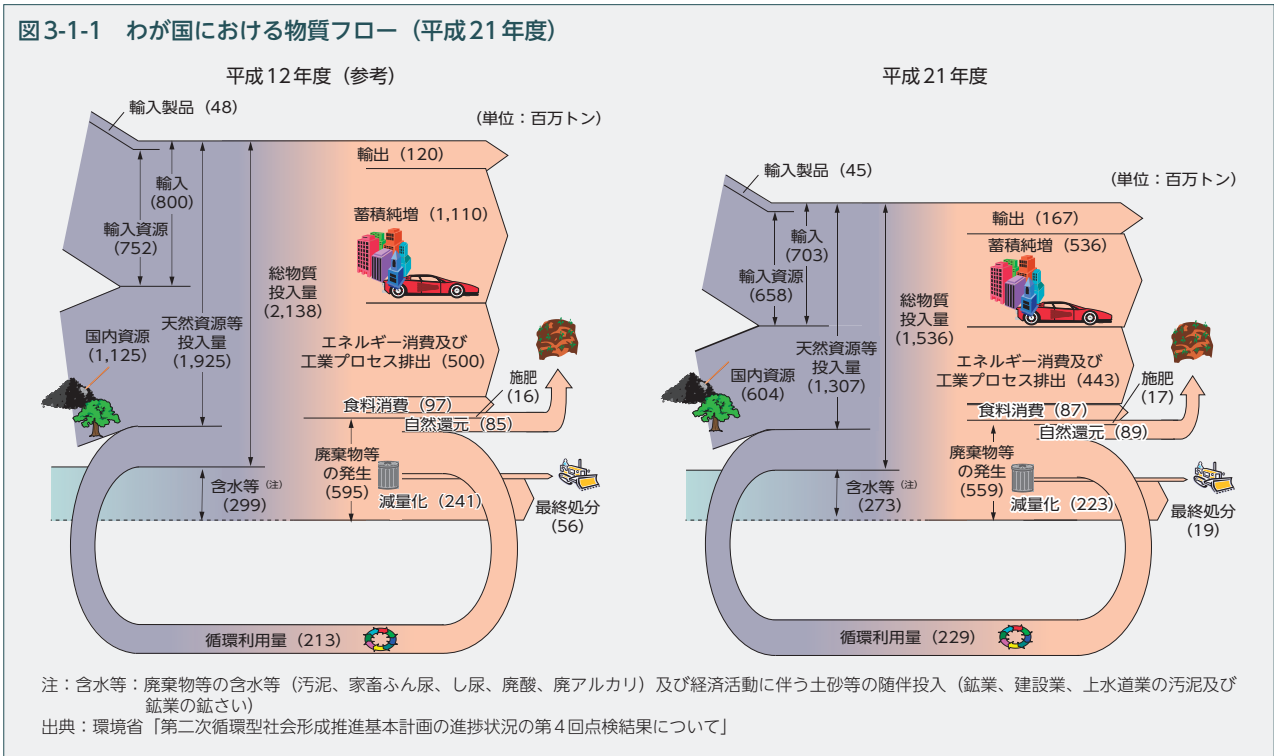 図3-1-1 わが国における物質フロー（平成21年度）
平成12年度（参考）
輸入製品（48）
（単位：百万トン）
輸出（120）
輸入
（800）
蓄積純増（1,110）
輸入資源
（752）
総物質
投入量
（2,138）
国内資源
（1,125）
天然資源等
投入量
（1,925）
エネルギー消費及び
工業プロセス排出（500）
施肥
（16）
食料消費（97）
自然還元（85）
廃棄物等
の発生
（595）
含水等（注）
（299）
減量化（241）
最終処分
（56）
循環利用量（213）
平成21年度
輸入製品（45）
（単位：百万トン）
輸出（167）
輸入
（703）
蓄積純増（536）
輸入資源
（658）
総物質
投入量
（1,536）
天然資源等
投入量
（1,307）
国内資源
（604）
エネルギー消費及び
工業プロセス排出（443）
施肥
（17）
食料消費（87）
自然還元（89）
廃棄物等
の発生
（559）
含水等（注）
（273）
減量化（223）
最終処分
（19）
循環利用量（229）
注：含水等：廃棄物等の含水等（汚泥、家畜ふん尿、し尿、廃酸、廃アルカリ）及び経済活動に伴う土砂等の随伴投入（鉱業、建設業、上水道業の汚泥及び
鉱業の鉱さい）
出典：環境省「第二次循環型社会形成推進基本計画の進捗状況の第4回点検結果について」